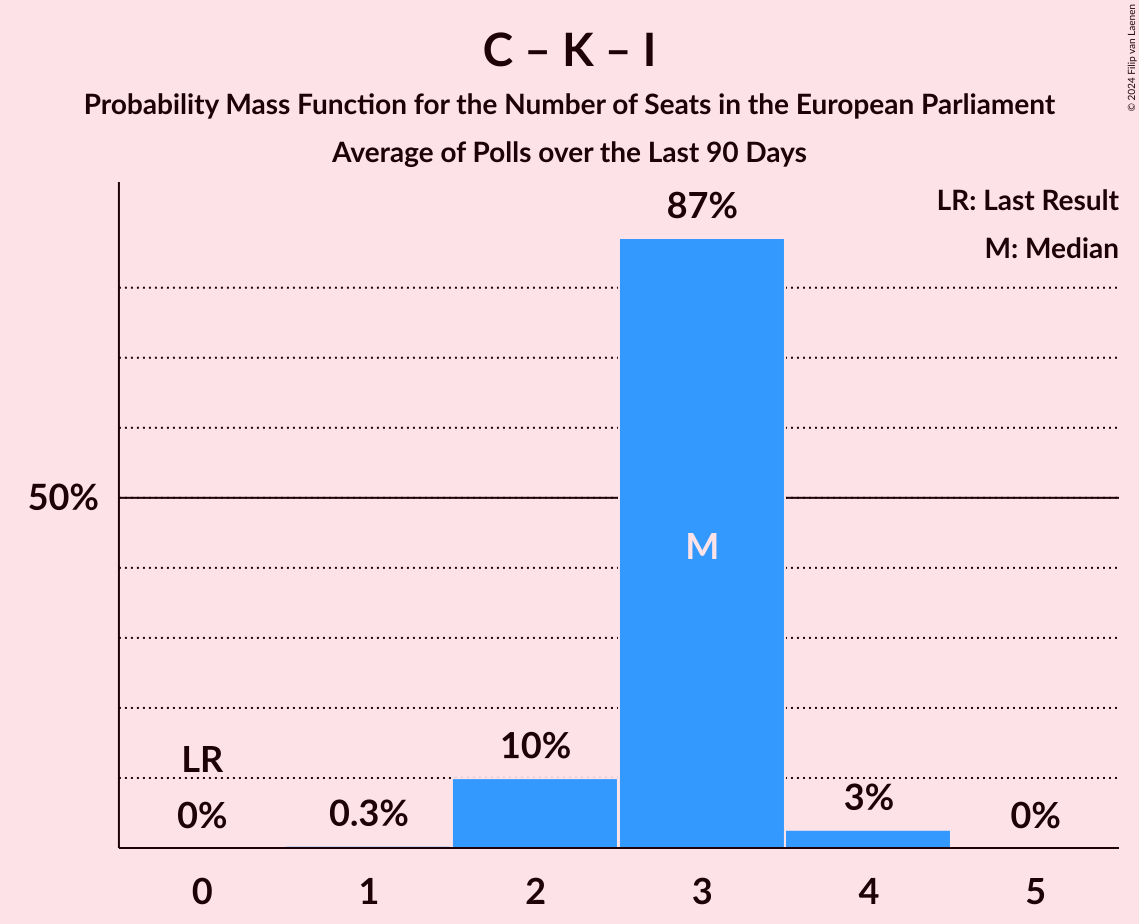 C – K – I
Probability Mass Function for the Number of Seats in the European Parliament
Average of Polls over the Last 90 Days
© 2024 Filip van Laenen
LR: Last Result
M: Median
87%
50%
M
LR
0%
0.3%
10%
3%
0%
0 1 2 3 4 5